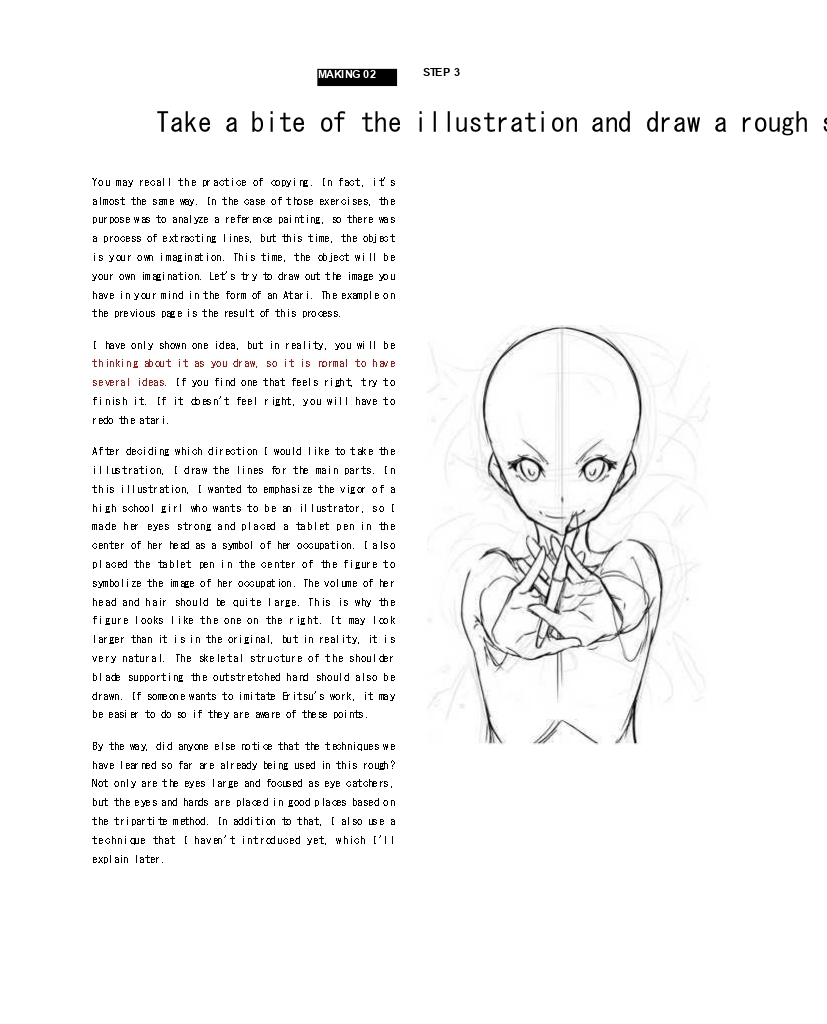 MAKING 02 STEP 3
Take a bite of the illustration and draw a rough s
You may recall the practice of copying. In fact, it's
almost the same way. In the case of those exercises, the
purpose was to analyze a reference painting, so there was
a process of extracting lines, but this time, the object
is your own imagination. This time, the object will be
your own imagination. Let's try to draw out the image you
have in your mind in the form of an Atari. The example on
the previous page is the result of this process.
I have only shown one idea, but in reality, you will be
thinking about it as you draw, so it is normal to have
several ideas. If you find one that feels right, try to
finish it. If it doesn't feel right, you will have to
redo the atari.
After deciding which direction I would like to take the
illustration, I draw the lines for the main parts. In
this illustration, I wanted to emphasize the vigor of a
high school girl who wants to be an illustrator, so I
made her eyes strong and placed a tablet pen in the
center of her head as a symbol of her occupation. I also
placed the tablet pen in the center of the figure to
symbolize the image of her occupation. The volume of her
head and hair should be quite large. This is why the
figure looks like the one on the right. It may look
larger than it is in the original, but in reality, it is
very natural. The skeletal structure of the shoulder
blade supporting the outstretched hand should also be
drawn. If someone wants to imitate Eritsu's work, it may
be easier to do so if they are aware of these points.
By the way, did anyone else notice that the techniques we
have learned so far are already being used in this rough?
Not only are the eyes large and focused as eye catchers,
but the eyes and hands are placed in good places based on
the tripartite method. In addition to that, I also use a
technique that I haven't introduced yet, which I'll
explain later.